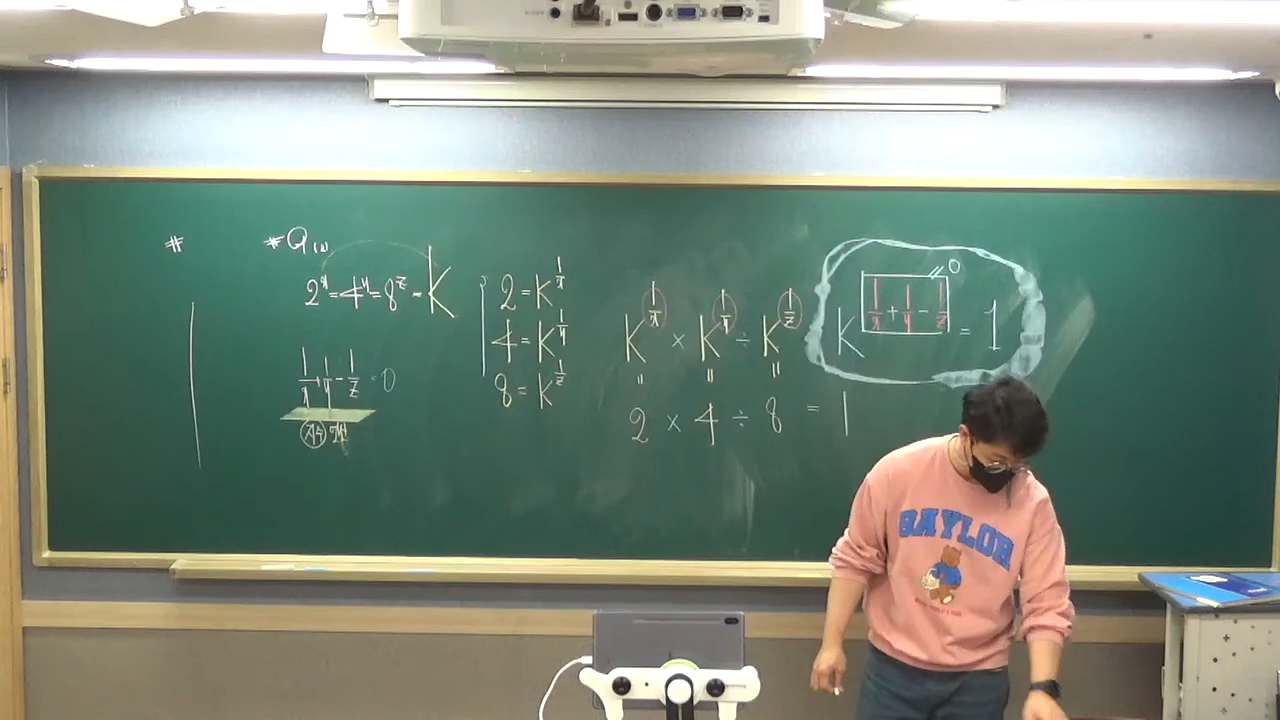 #
* Q
2ˣ = 4ʸ = 8ᶻ = K
1/x + 1/y - 1/z = 0
2 = K^(1/x)
4 = K^(1/y)
8 = K^(1/z)
K^(1/x) × K^(1/y) ÷ K^(1/z)
2 × 4 ÷ 8 = 1
K^(1/x + 1/y - 1/z) = 1
0
BAYLOR